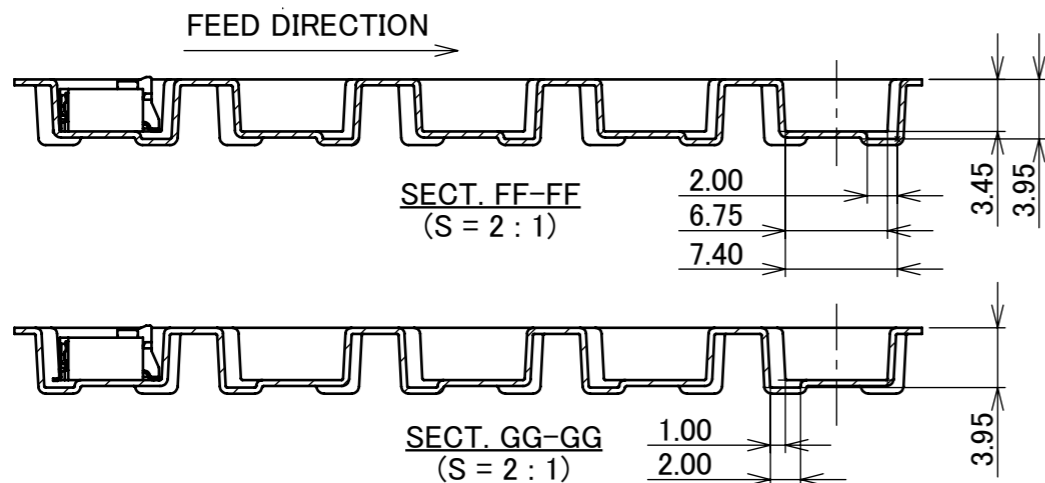 FEED DIRECTION
SECT. FF-FF
(S = 2 : 1)
2.00
6.75
7.40
3.45
3.95
SECT. GG-GG
(S = 2 : 1)
1.00
2.00
3.95